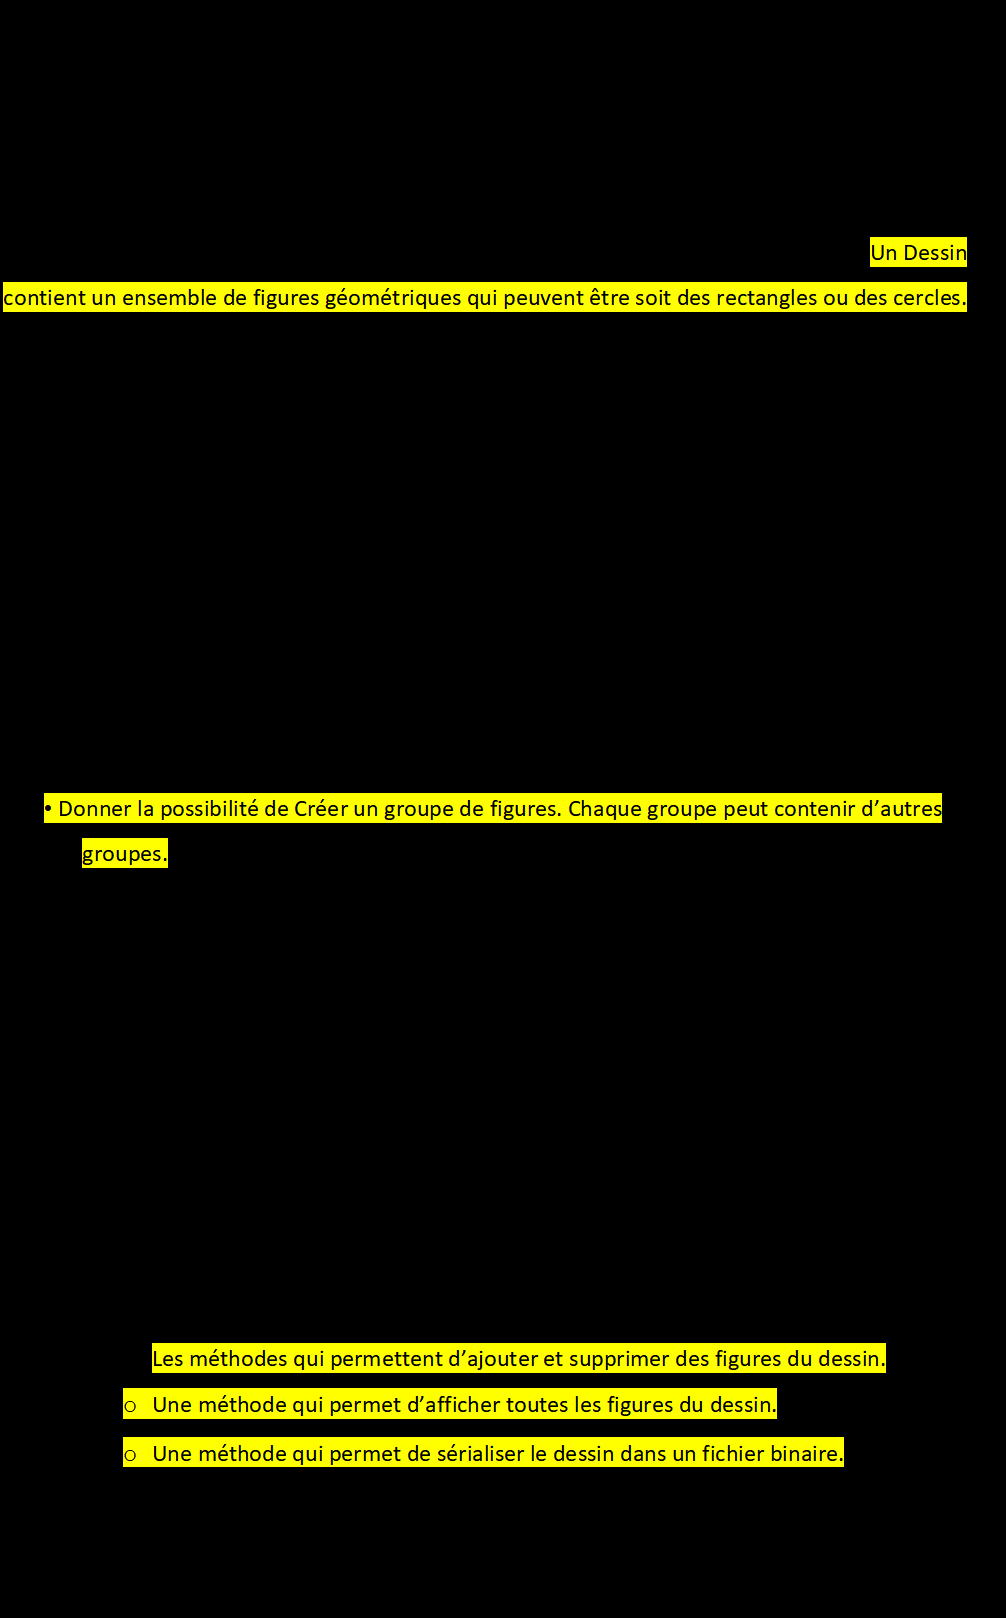 Un Dessin
contient un ensemble de figures géométriques qui peuvent être soit des rectangles ou des cercles.
• Donner la possibilité de Créer un groupe de figures. Chaque groupe peut contenir d’autres
groupes.
Les méthodes qui permettent d’ajouter et supprimer des figures du dessin.
o Une méthode qui permet d’afficher toutes les figures du dessin.
o Une méthode qui permet de sérialiser le dessin dans un fichier binaire.